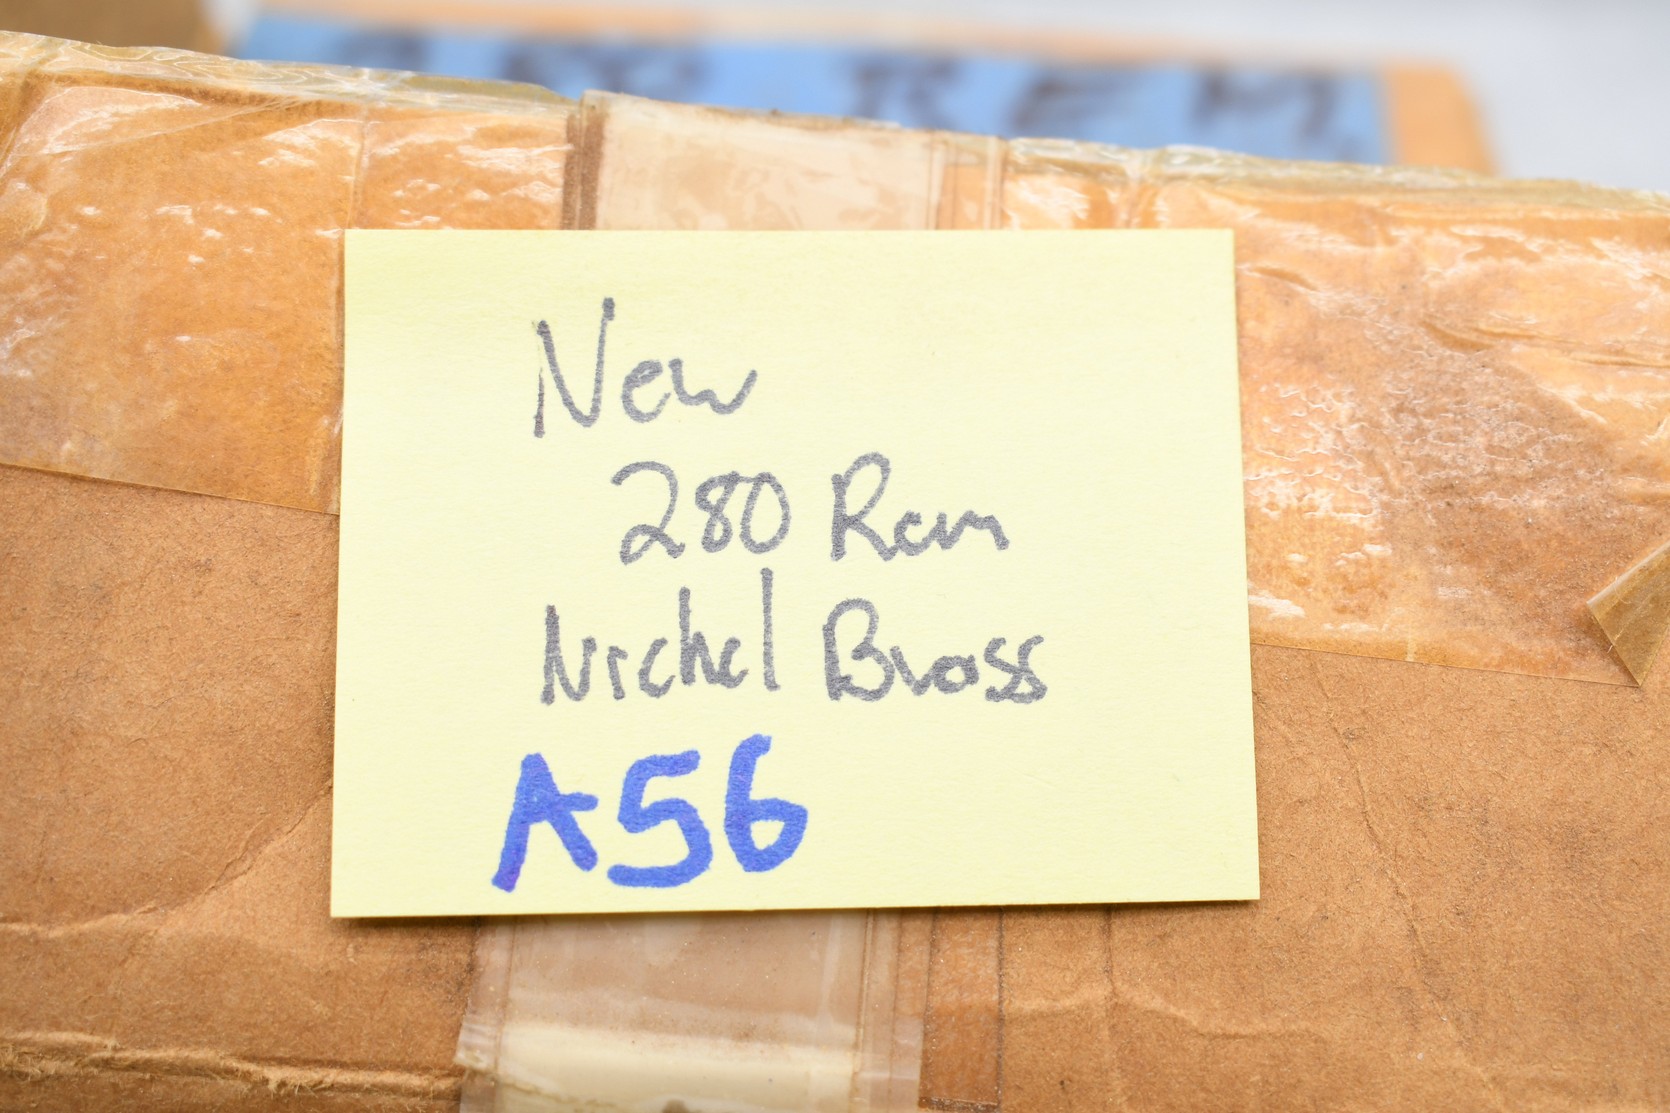 New
280 Rem
Nickel Brass
A56